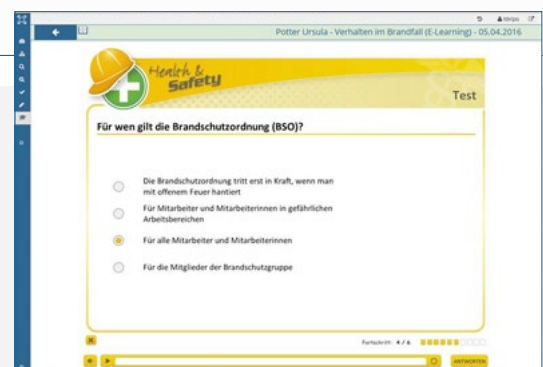 Potter Ursula - Verhalten im Brandfall (E-Learning) - 05.04.2016
Health &
Safety
Test
Für wen gilt die Brandschutzordnung (BSO)?
Die Brandschutzordnung tritt erst in Kraft, wenn man
mit offenem Feuer hantiert
Für Mitarbeiter und Mitarbeiterinnen in gefährlichen
Arbeitsbereichen
Für alle Mitarbeiter und Mitarbeiterinnen
Für die Mitglieder der Brandschutzgruppe
Fortschritt: 4 / 6
ANTWORTEN